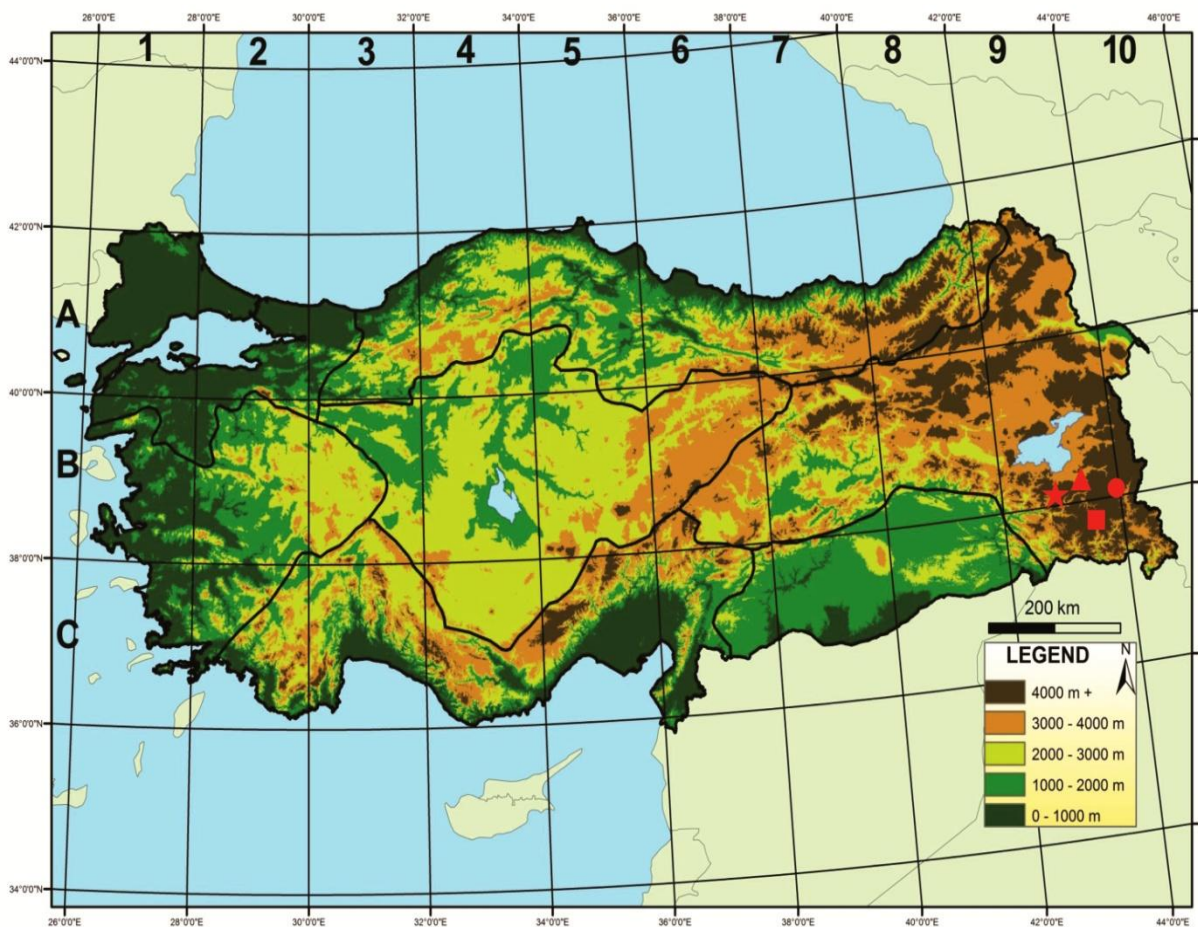 26°0'0"E 28°0'0"E 30°0'0"E 32°0'0"E 34°0'0"E 36°0'0"E 38°0'0"E 40°0'0"E 42°0'0"E 44°0'0"E 46°0'0"E
1 2 3 4 5 6 7 8 9 10
44°0'0"N
42°0'0"N
A
40°0'0"N
B
38°0'0"N
C
36°0'0"N
34°0'0"N
200 km
LEGEND
N
4000 m +
3000 - 4000 m
2000 - 3000 m
1000 - 2000 m
0 - 1000 m
26°0'0"E 28°0'0"E 30°0'0"E 32°0'0"E 34°0'0"E 36°0'0"E 38°0'0"E 40°0'0"E 42°0'0"E 44°0'0"E